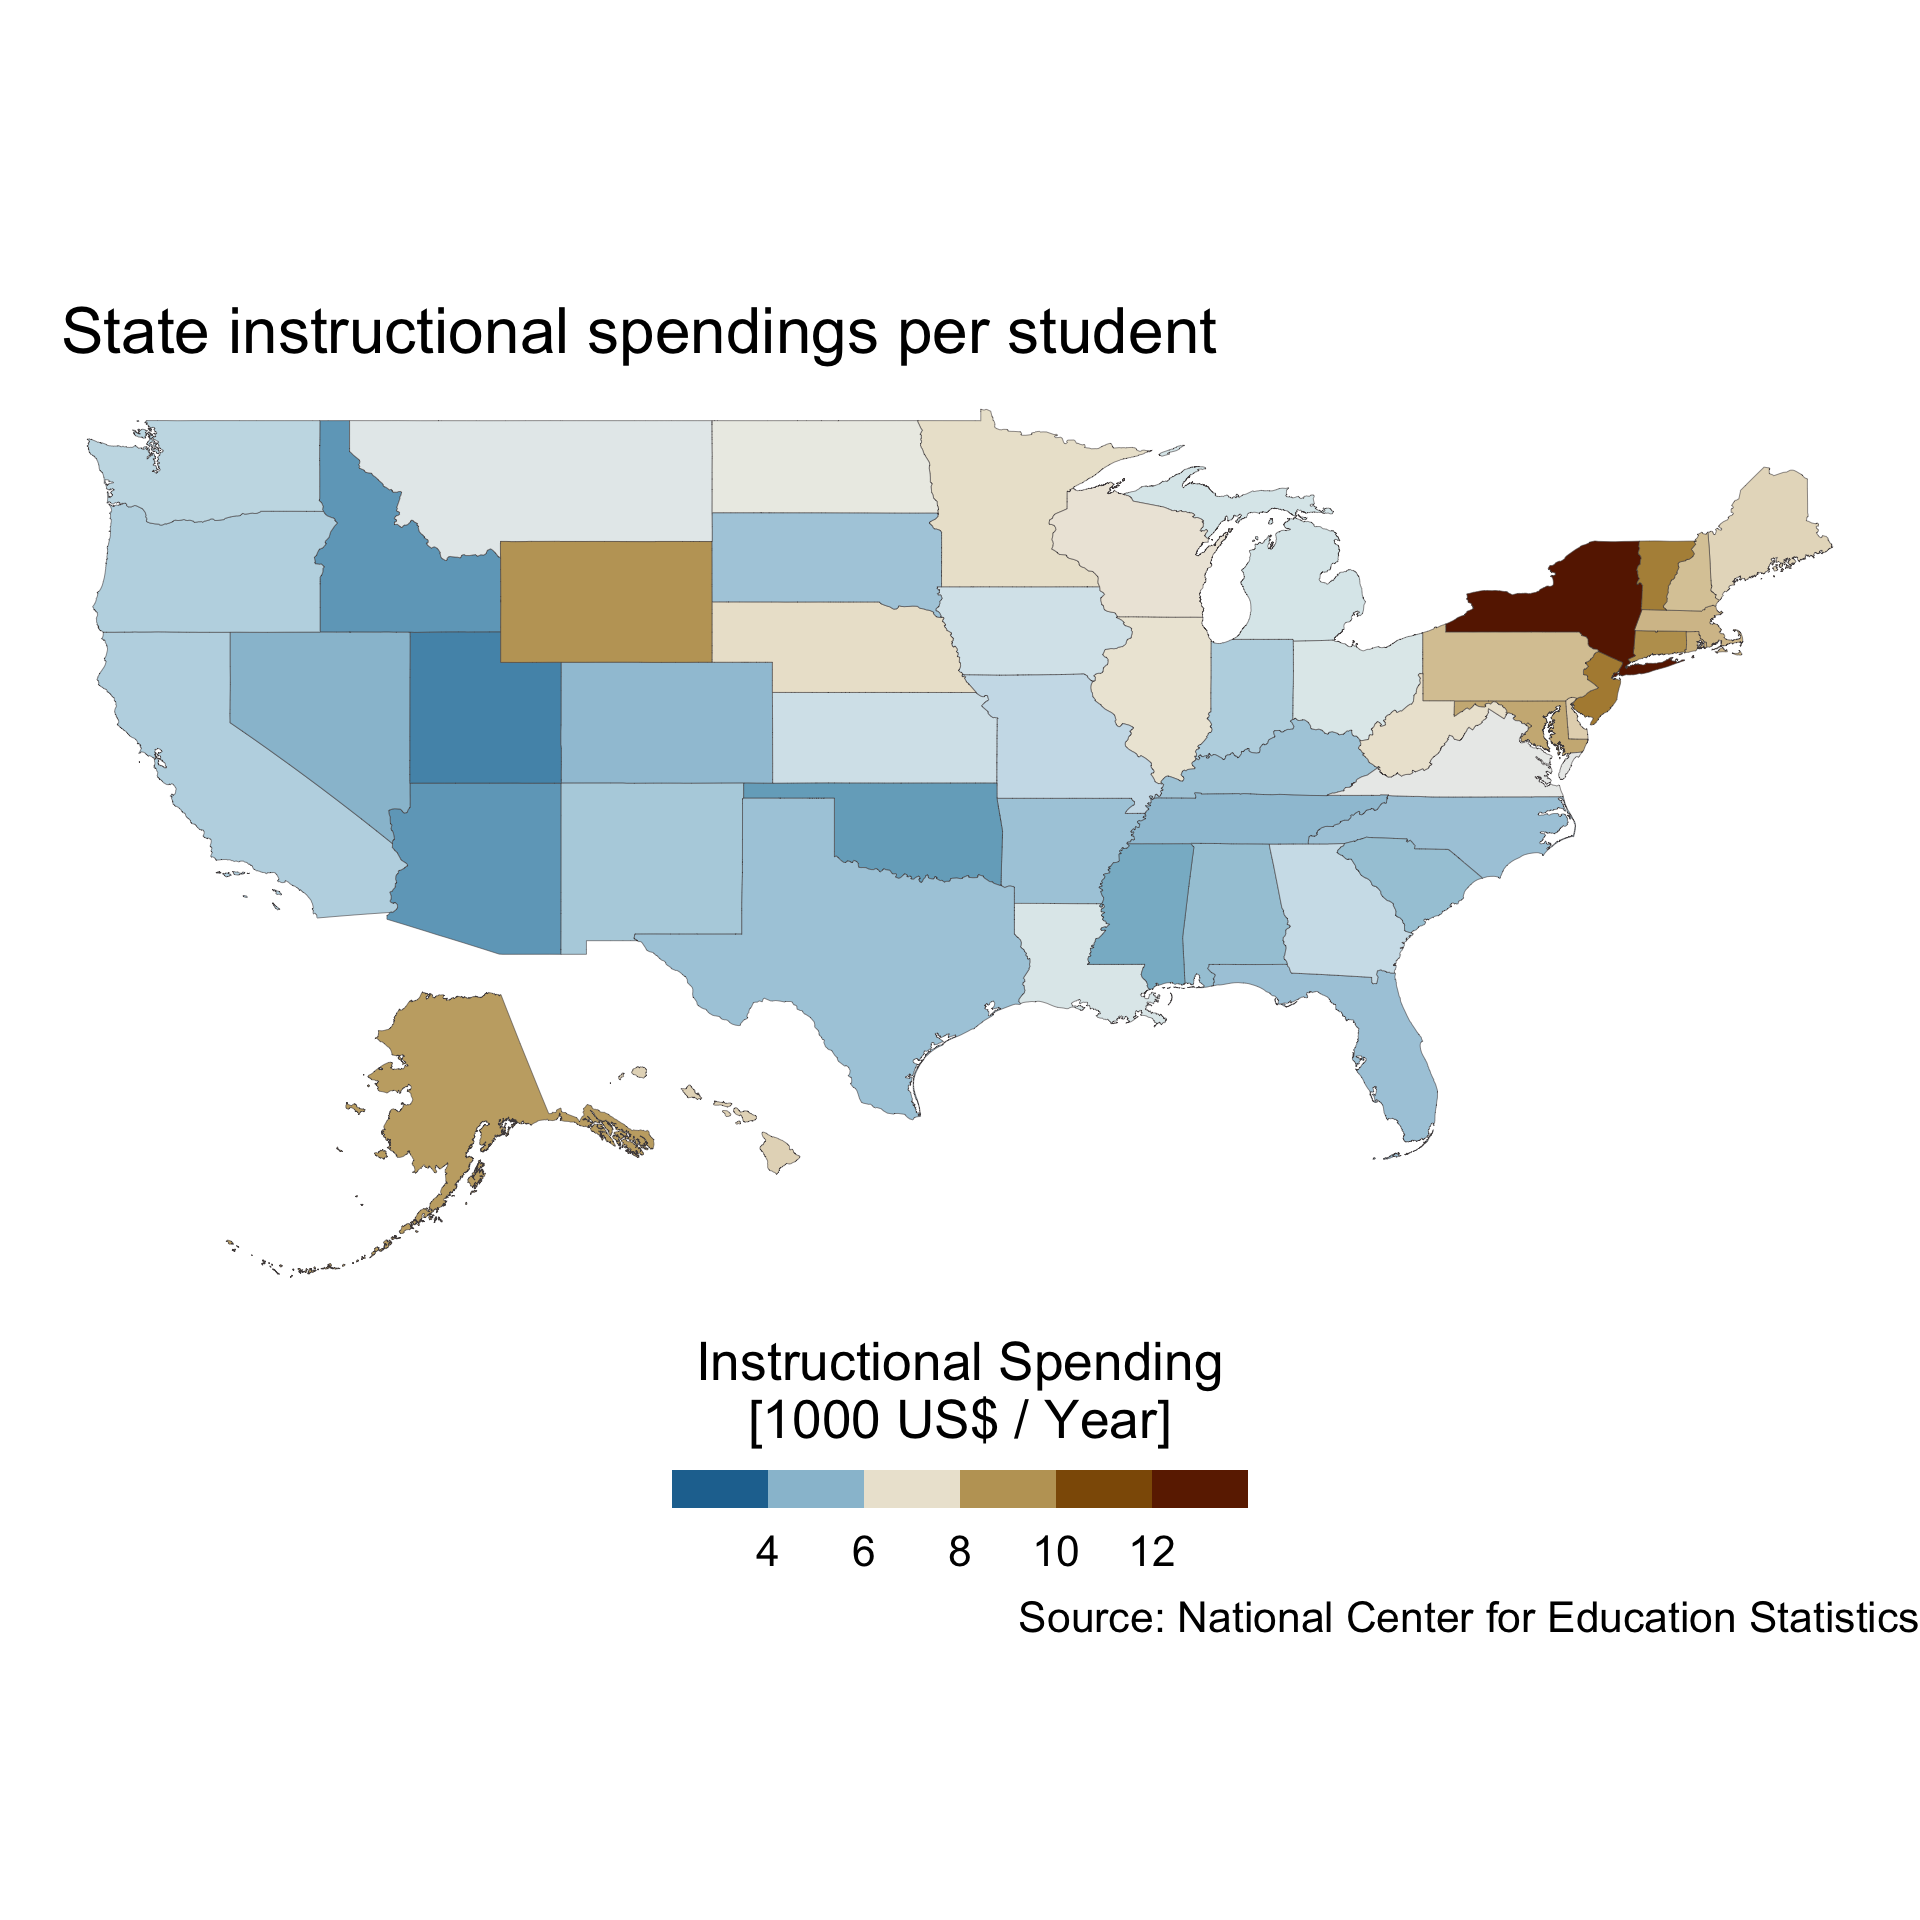 State instructional spendings per student
Instructional Spending
[1000 US$ / Year]
4 6 8 10 12
Source: National Center for Education Statistics